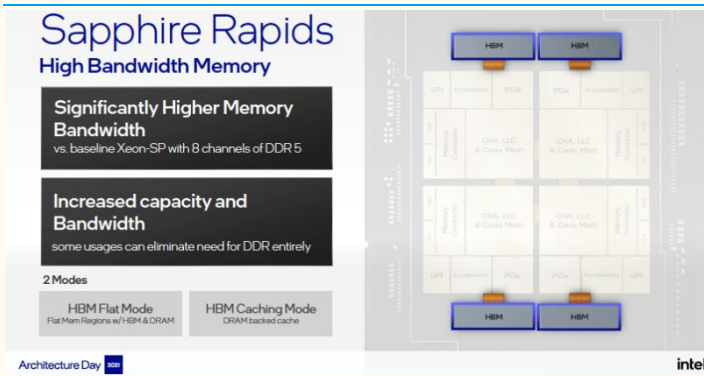 Sapphire Rapids
High Bandwidth Memory
Significantly Higher Memory
Bandwidth
vs. baseline Xeon-SP with 8 channels of DDR 5
Increased capacity and
Bandwidth
some usages can eliminate need for DDR entirely
2 Modes
HBM Flat Mode
Flat Mem Regions w/ HBM & DRAM
HBM Caching Mode
DRAM backed cache
HBM HBM
UPI Accelerators PCIe PCIe Accelerators UPI
Memory
Controller
CHA, LLC
& Cores Mesh
CHA, LLC
& Cores Mesh
Memory
Controller
Memory
Controller
CHA, LLC
& Cores Mesh
CHA, LLC
& Cores Mesh
Memory
Controller
UPI Accelerators PCIe PCIe Accelerators UPI
HBM HBM
Architecture Day 2021
intel